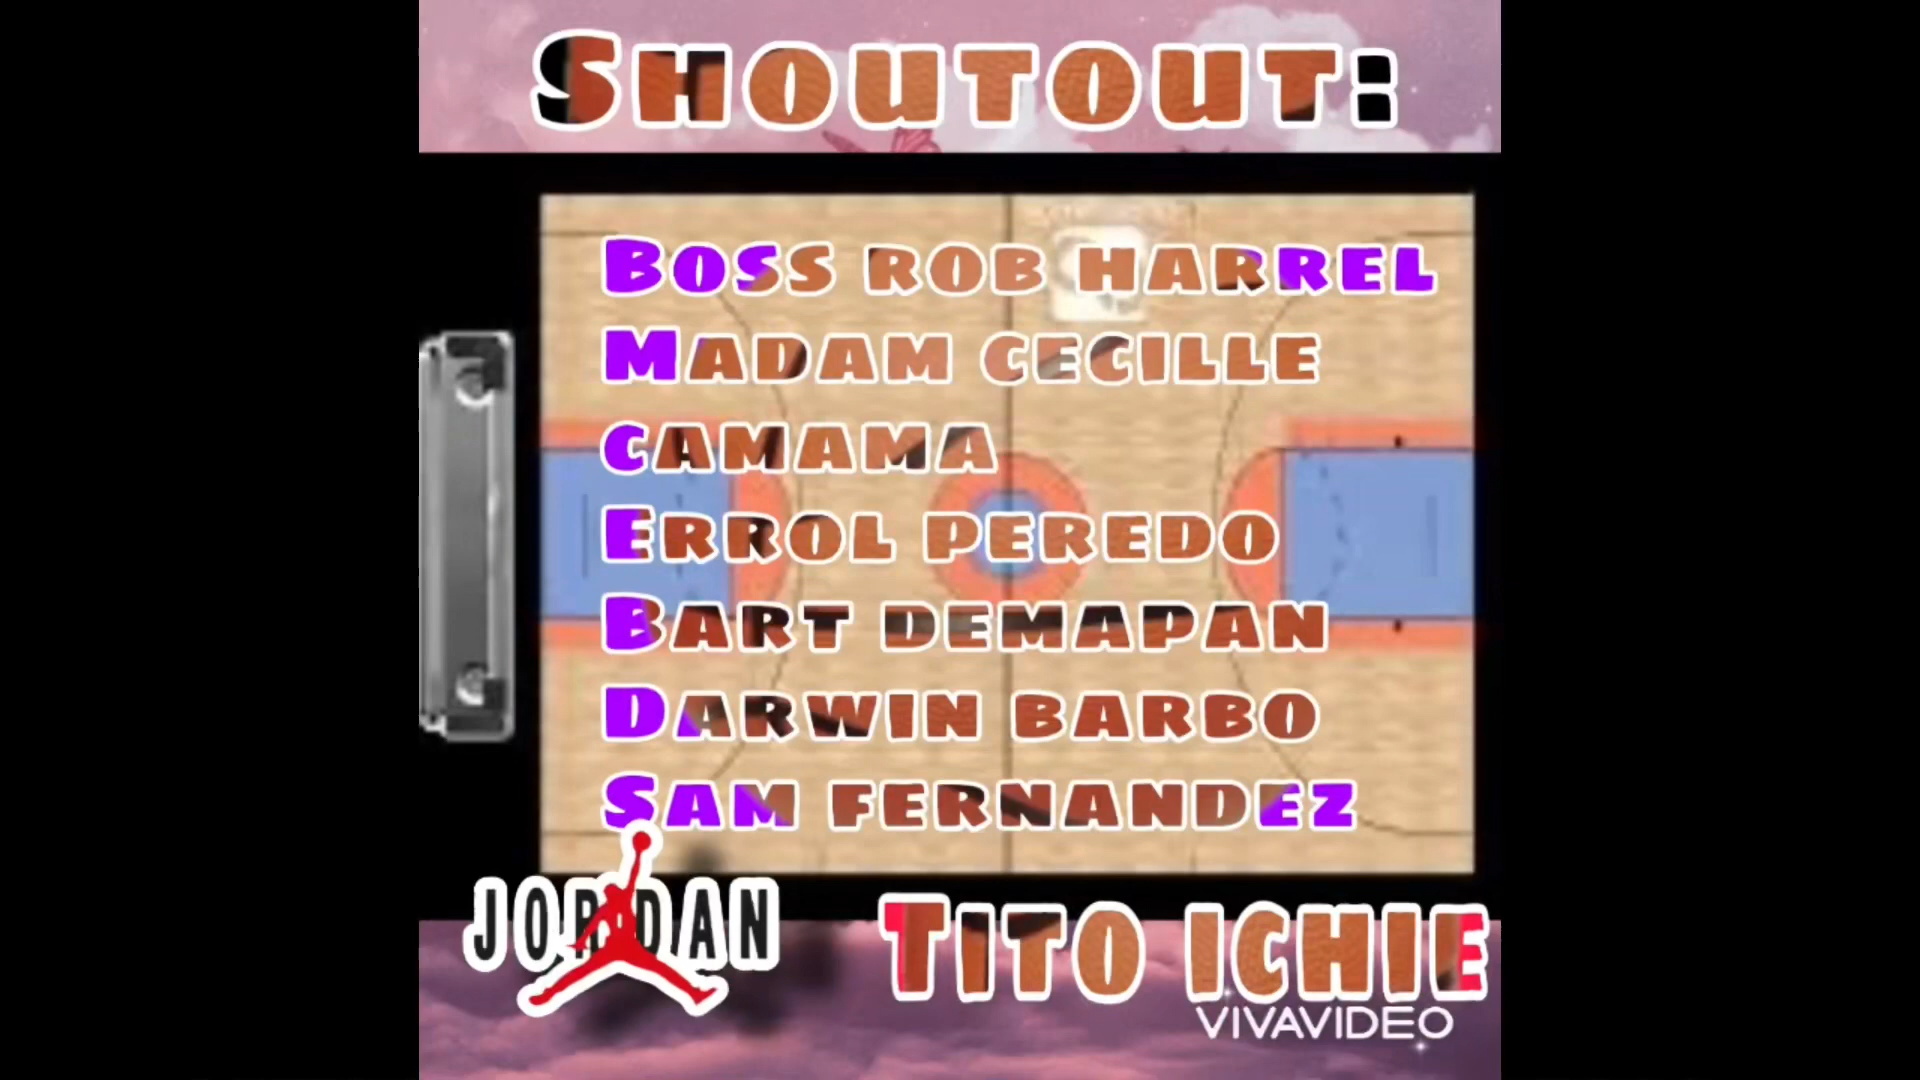 Shoutout:
Boss rob harrel
Madam cecille
camama
Errol peredo
Bart demapan
Darwin barbo
Sam fernandez
JORDAN
Tito ichie
VIVAVIDEO